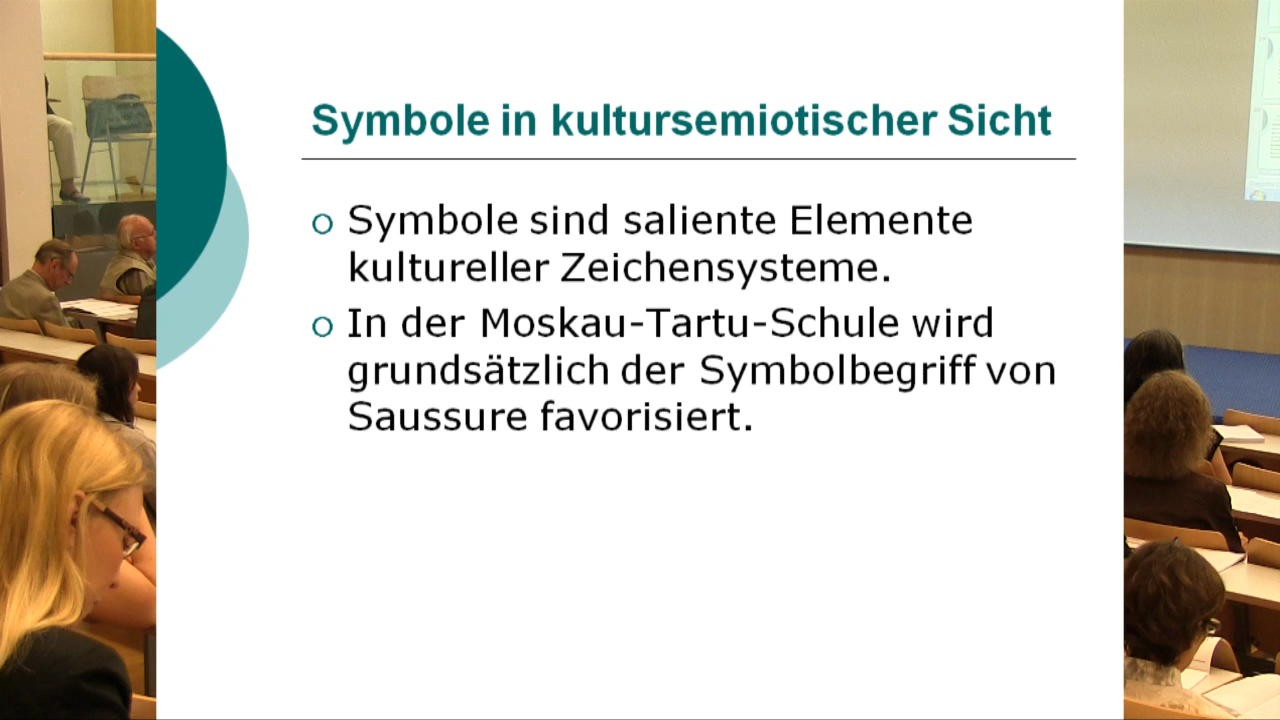 Symbole in kultursemiotischer Sicht
o Symbole sind saliente Elemente
kultureller Zeichensysteme.
o In der Moskau-Tartu-Schule wird
grundsätzlich der Symbolbegriff von
Saussure favorisiert.